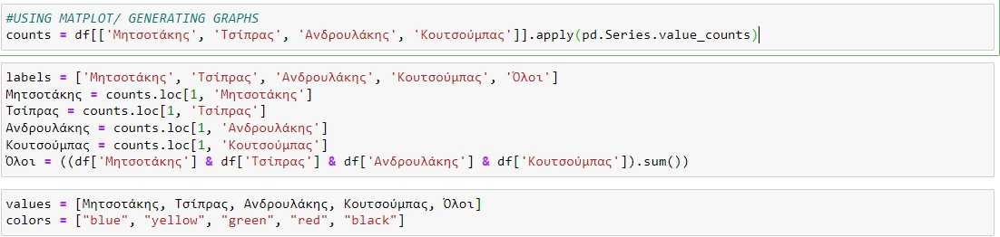 #USING MATPLOT/ GENERATING GRAPHS
counts = df[['Μητσοτάκης', 'Τσίπρας', 'Ανδρουλάκης', 'Κουτσούμπας']].apply(pd.Series.value_counts)
labels = ['Μητσοτάκης', 'Τσίπρας', 'Ανδρουλάκης', 'Κουτσούμπας', 'Όλοι']
Μητσοτάκης = counts.loc[1, 'Μητσοτάκης']
Τσίπρας = counts.loc[1, 'Τσίπρας']
Ανδρουλάκης = counts.loc[1, 'Ανδρουλάκης']
Κουτσούμπας = counts.loc[1, 'Κουτσούμπας']
Όλοι = ((df['Μητσοτάκης'] & df['Τσίπρας'] & df['Ανδρουλάκης'] & df['Κουτσούμπας']).sum())
values = [Μητσοτάκης, Τσίπρας, Ανδρουλάκης, Κουτσούμπας, Όλοι]
colors = ["blue", "yellow", "green", "red", "black"]